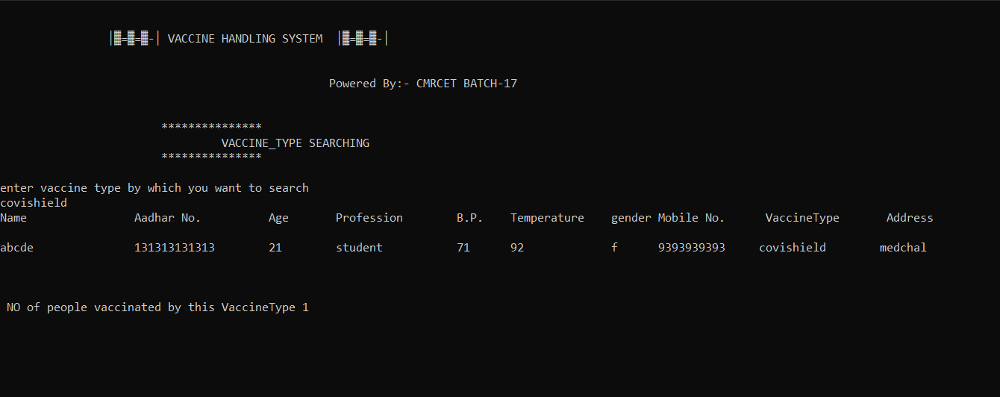 │▓=▓=▓-│ VACCINE HANDLING SYSTEM │▓=▓=▓-│
Powered By:- CMRCET BATCH-17
***************
VACCINE_TYPE SEARCHING
***************
enter vaccine type by which you want to search
covishield
Name Aadhar No. Age Profession B.P. Temperature gender Mobile No. VaccineType Address
abcde 131313131313 21 student 71 92 f 9393939393 covishield medchal
NO of people vaccinated by this VaccineType 1